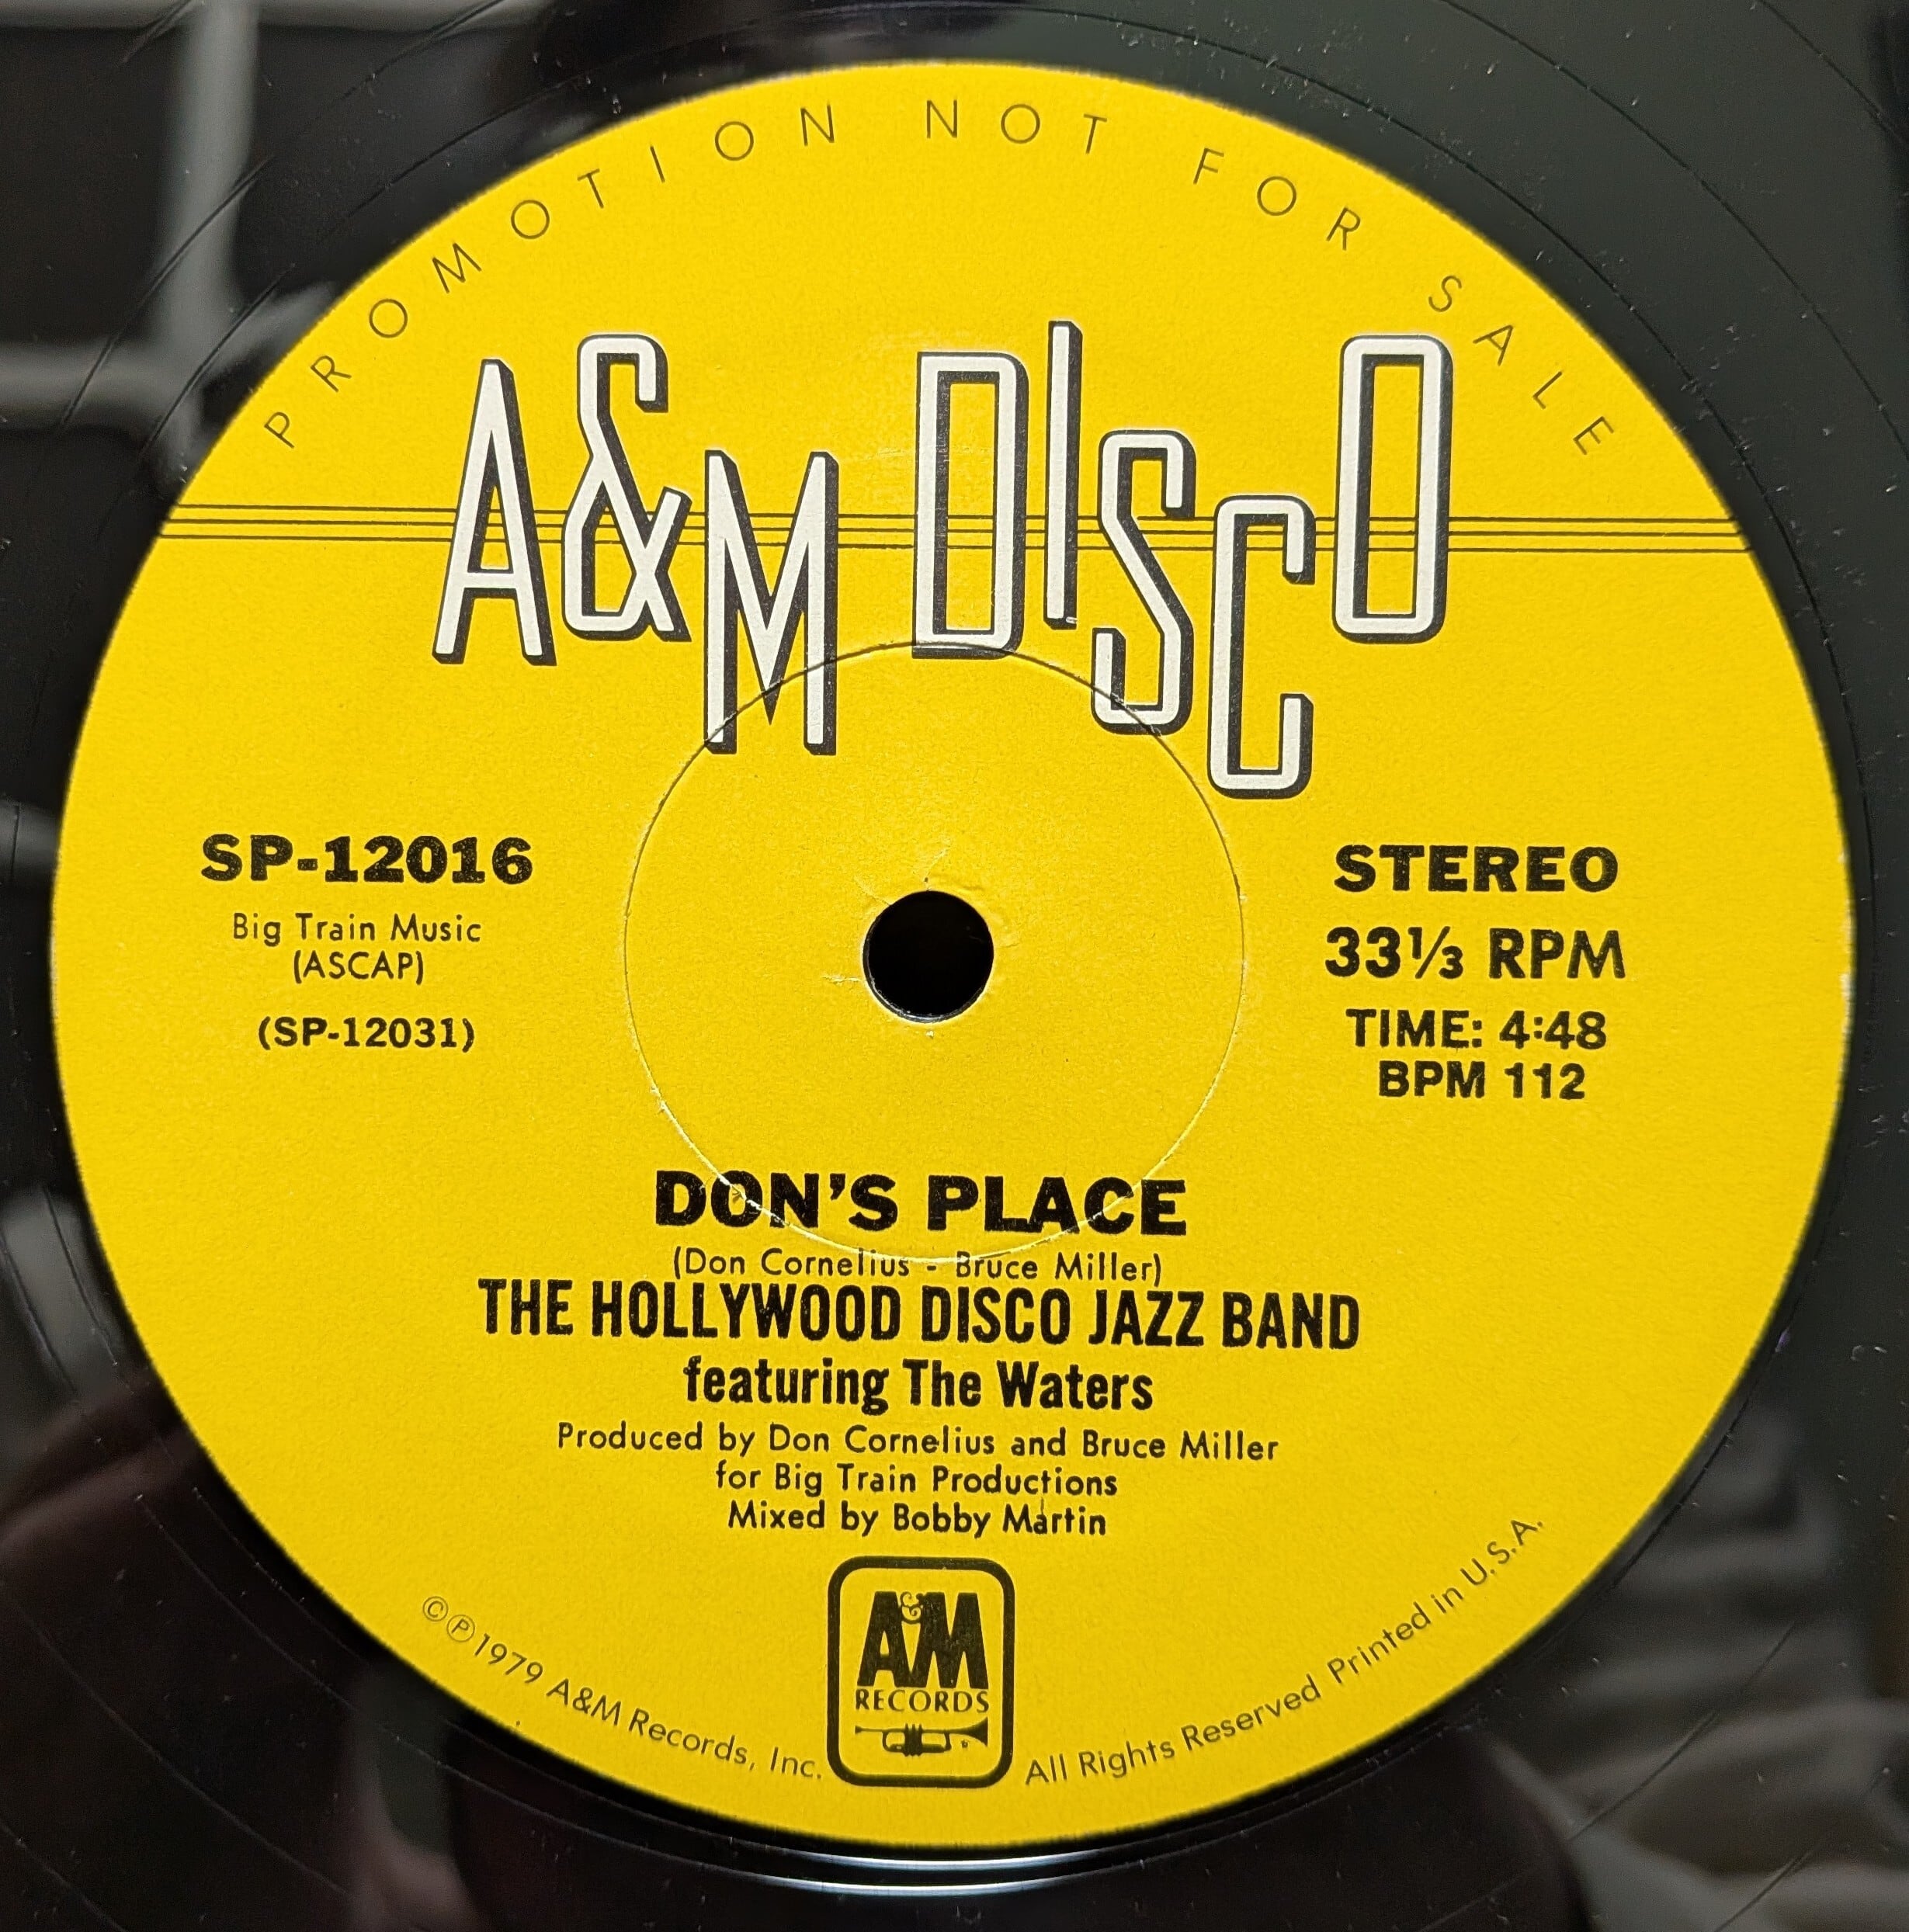 PROMOTION NOT FOR SALE
A&M DISCO
SP-12016
Big Train Music
(ASCAP)
(SP-12031)
STEREO
33⅓ RPM
TIME: 4:48
BPM 112
DON'S PLACE
(Don Cornelius - Bruce Miller)
THE HOLLYWOOD DISCO JAZZ BAND
featuring The Waters
Produced by Don Cornelius and Bruce Miller
for Big Train Productions
Mixed by Bobby Martin
A&M
RECORDS
©℗1979 A&M Records, Inc.
All Rights Reserved Printed in U.S.A.